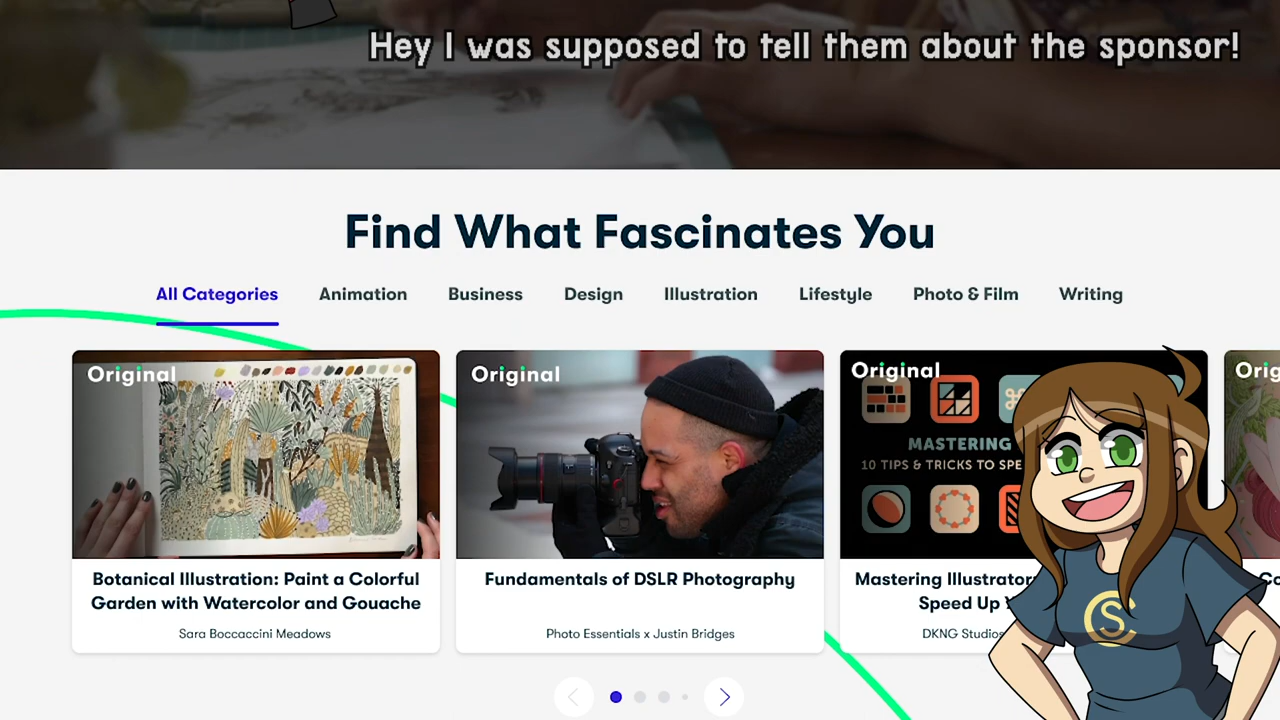 Hey I was supposed to tell them about the sponsor!
Find What Fascinates You
All Categories Animation Business Design Illustration Lifestyle Photo & Film Writing
Original
Original
Original
MASTERING
10 TIPS & TRICKS TO SPE
Orig
Botanical Illustration: Paint a Colorful
Garden with Watercolor and Gouache
Sara Boccaccini Meadows
Fundamentals of DSLR Photography
Photo Essentials x Justin Bridges
Mastering Illustrator
Speed Up
DKNG Studios
Co
CS